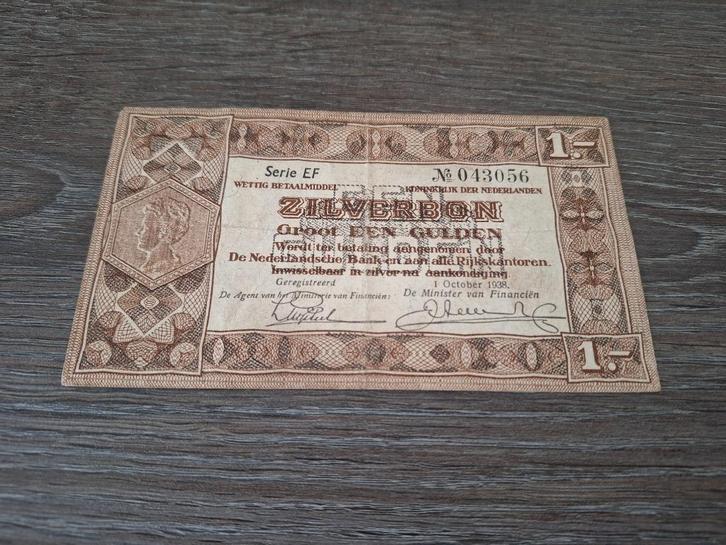 1.-
Serie EF № 043056
WETTIG BETAALMIDDEL KONINKRIJK DER NEDERLANDEN
ZILVERBON
Groot EEN GULDEN
Wordt ter betaling aangenomen door
De Nederlandsche Bank en aan alle Rijkskantoren.
Inwisselbaar in zilver na aankondiging
Geregistreerd 1 October 1938.
De Agent van het Ministerie van Financiën: De Minister van Financiën
1.-